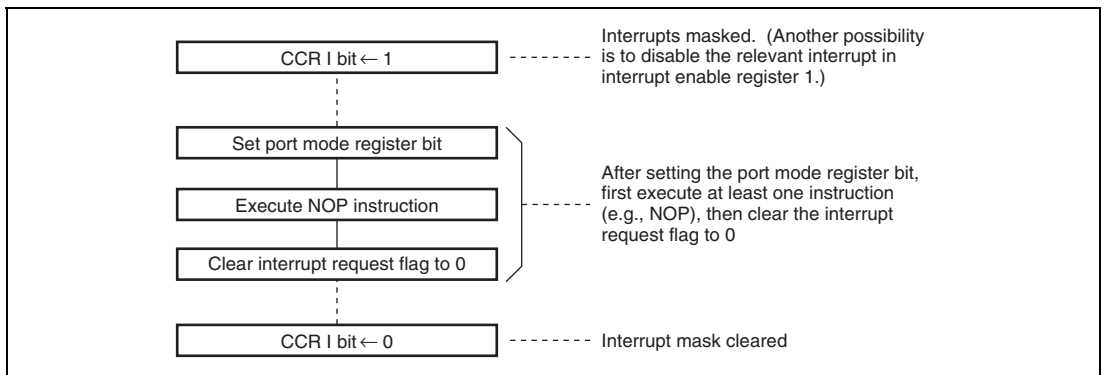 CCR I bit ← 1
Interrupts masked. (Another possibility
is to disable the relevant interrupt in
interrupt enable register 1.)
Set port mode register bit
Execute NOP instruction
Clear interrupt request flag to 0
After setting the port mode register bit,
first execute at least one instruction
(e.g., NOP), then clear the interrupt
request flag to 0
CCR I bit ← 0
Interrupt mask cleared